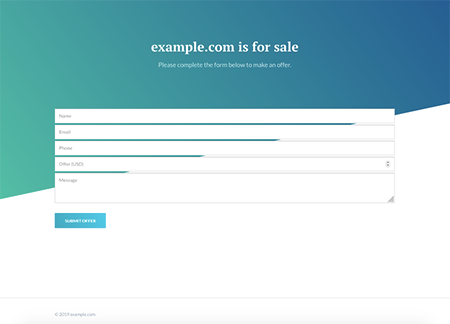 example.com is for sale
Please complete the form below to make an offer.
Name
Email
Phone
Offer (USD)
Message
SUBMIT OFFER
© 2019 example.com